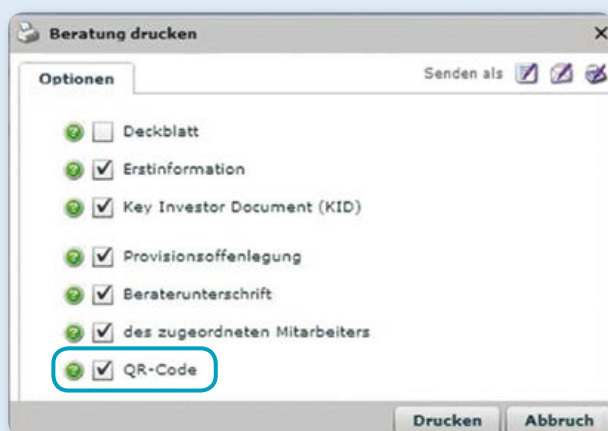 Beratung drucken
Optionen
Senden als
Deckblatt
Erstinformation
Key Investor Document (KID)
Provisionsoffenlegung
Beraterunterschrift
des zugeordneten Mitarbeiters
QR-Code
Drucken
Abbruch